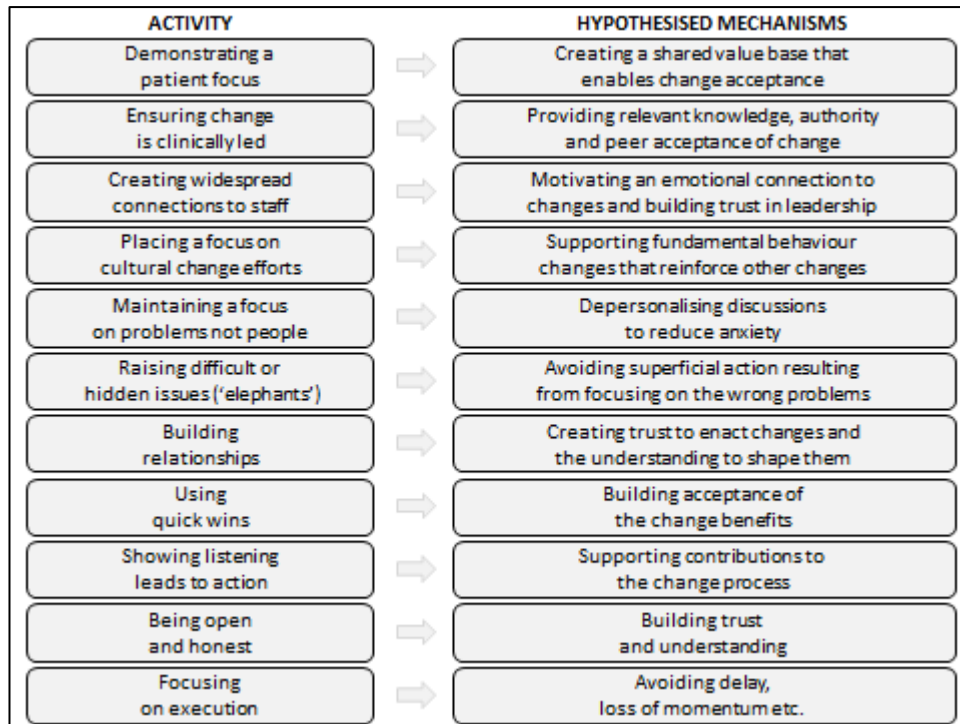 ACTIVITY
HYPOTHESISED MECHANISMS
Demonstrating a
patient focus
Creating a shared value base that
enables change acceptance
Ensuring change
is clinically led
Providing relevant knowledge, authority
and peer acceptance of change
Creating widespread
connections to staff
Motivating an emotional connection to
changes and building trust in leadership
Placing a focus on
cultural change efforts
Supporting fundamental behaviour
changes that reinforce other changes
Maintaining a focus
on problems not people
Depersonalising discussions
to reduce anxiety
Raising difficult or
hidden issues ('elephants')
Avoiding superficial action resulting
from focusing on the wrong problems
Building
relationships
Creating trust to enact changes and
the understanding to shape them
Using
quick wins
Building acceptance of
the change benefits
Showing listening
leads to action
Supporting contributions to
the change process
Being open
and honest
Building trust
and understanding
Focusing
on execution
Avoiding delay,
loss of momentum etc.